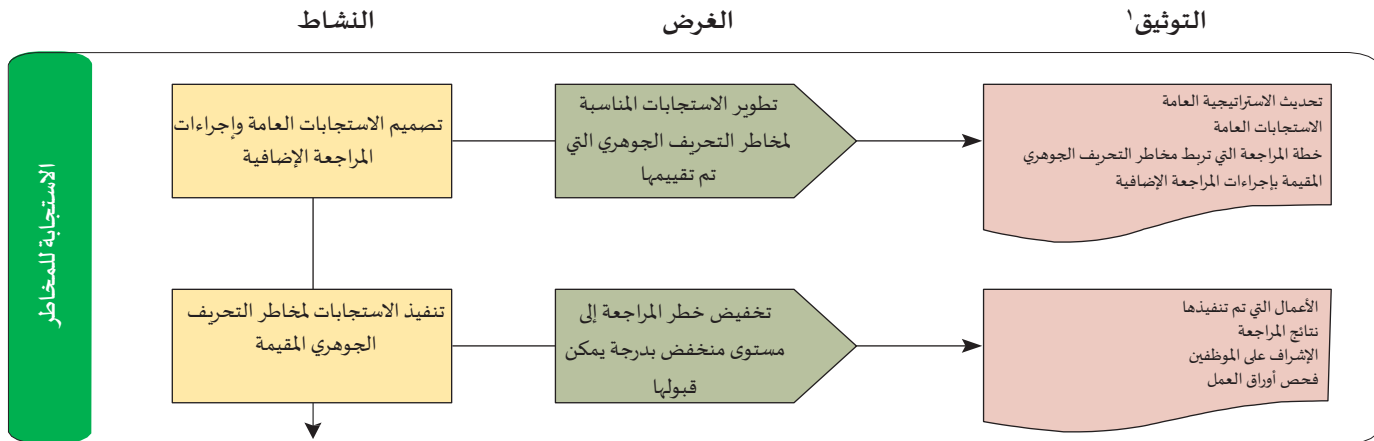 النشاط
الغرض
التوثيق١
الاستجابة للمخاطر
تصميم الاستجابات العامة وإجراءات
المراجعة الإضافية
تطوير الاستجابات المناسبة
لمخاطر التحريف الجوهري التي
تم تقييمها
تحديث الاستراتيجية العامة
الاستجابات العامة
خطة المراجعة التي تربط مخاطر التحريف الجوهري
المقيمة بإجراءات المراجعة الإضافية
تنفيذ الاستجابات لمخاطر التحريف
الجوهري المقيمة
تخفيض خطر المراجعة إلى
مستوى منخفض بدرجة يمكن
قبولها
الأعمال التي تم تنفيذها
نتائج المراجعة
الإشراف على الموظفين
فحص أوراق العمل